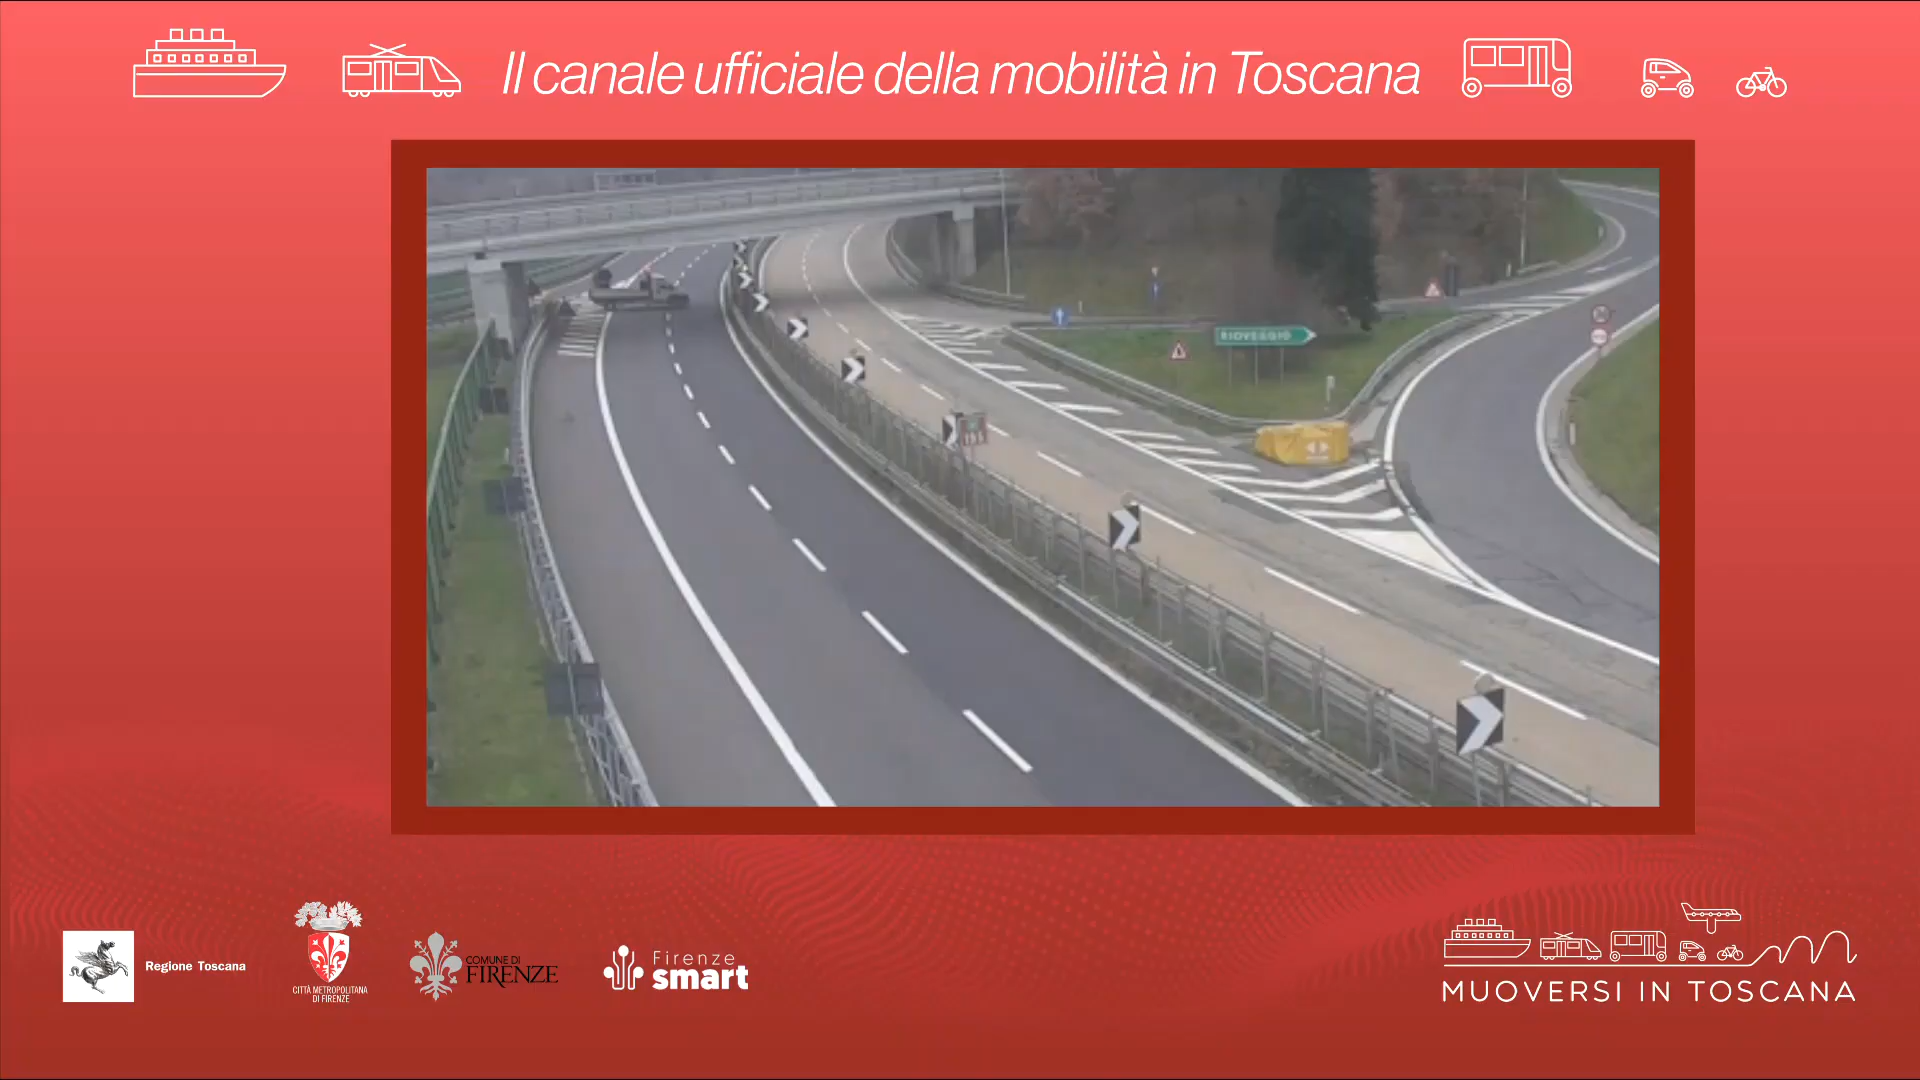 Il canale ufficiale della mobilità in Toscana
RIOVEGGIO
Regione Toscana
CITTÀ METROPOLITANA
DI FIRENZE
COMUNE DI
FIRENZE
Firenze
smart
MUOVERSI IN TOSCANA